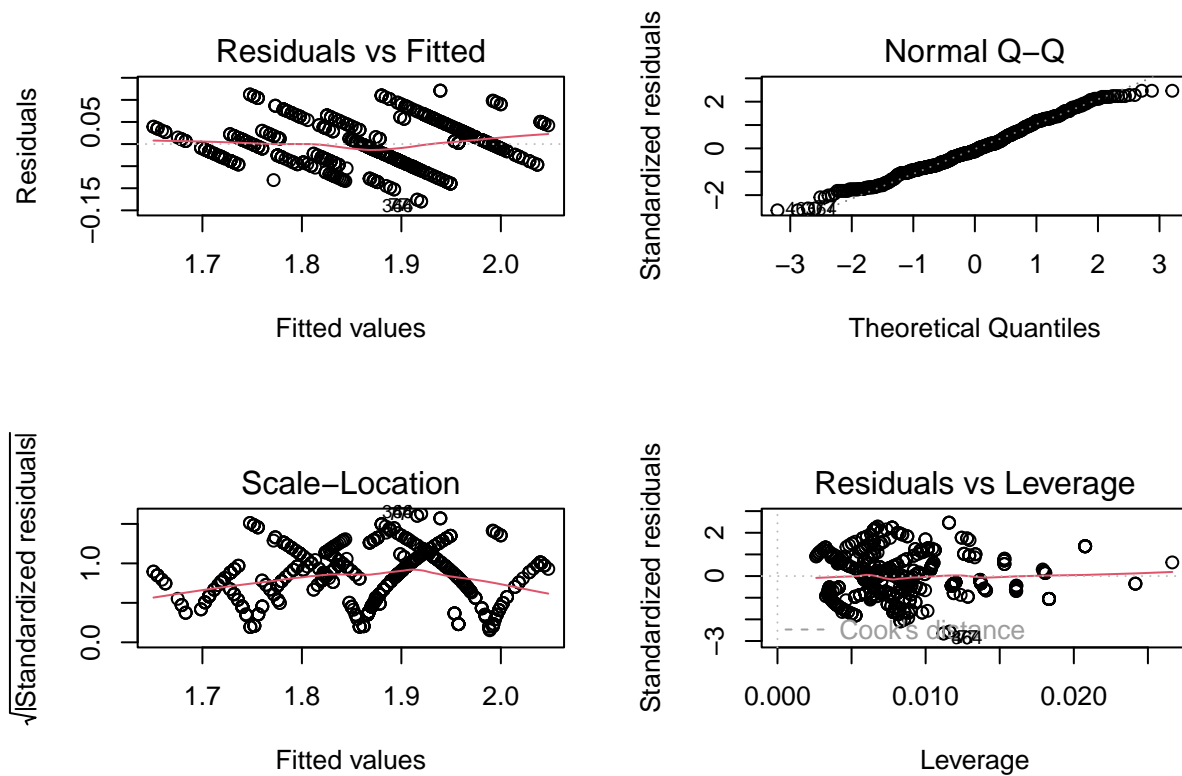 Residuals vs Fitted
Residuals
−0.15
0.05
1.7
1.8
1.9
2.0
Fitted values
Normal Q−Q
Standardized residuals
−2
0
2
−3
−2
−1
0
1
2
3
Theoretical Quantiles
Scale−Location
√|Standardized residuals|
0.0
1.0
1.7
1.8
1.9
2.0
Fitted values
Residuals vs Leverage
Standardized residuals
−3
0
2
Cook's distance
0.000
0.010
0.020
Leverage